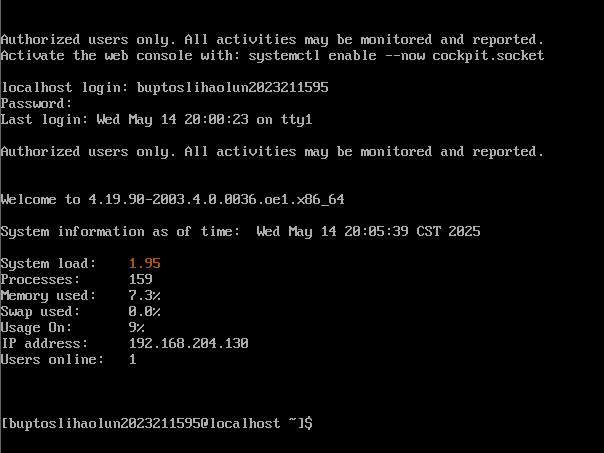 Authorized users only. All activities may be monitored and reported.
Activate the web console with: systemctl enable --now cockpit.socket
localhost login: buptoslihaolun2023211595
Password:
Last login: Wed May 14 20:00:23 on tty1
Authorized users only. All activities may be monitored and reported.
Welcome to 4.19.90-2003.4.0.0036.oe1.x86_64
System information as of time:  Wed May 14 20:05:39 CST 2025
System load:    1.95
Processes:      159
Memory used:    7.3%
Swap used:      0.0%
Usage On:       9%
IP address:     192.168.204.130
Users online:   1
[buptoslihaolun2023211595@localhost ~]$